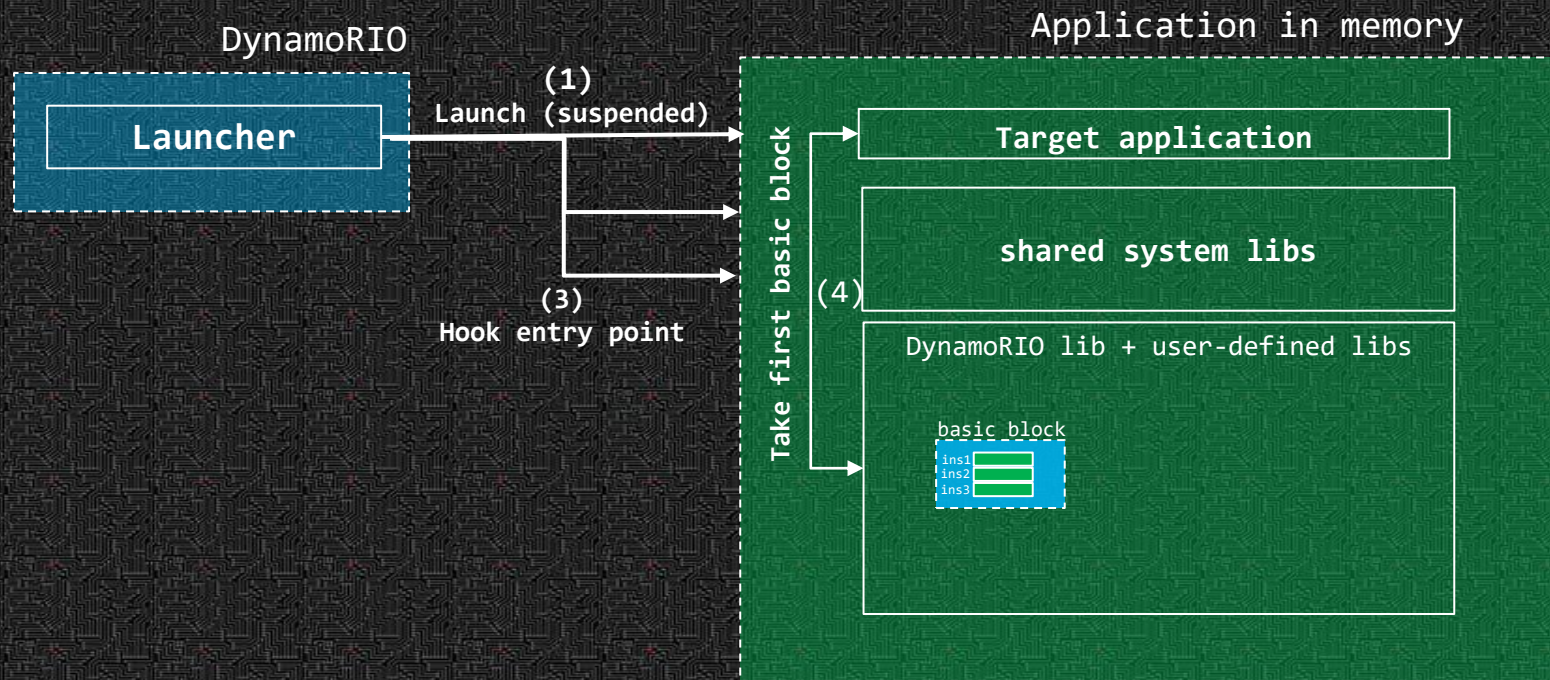 DynamoRIO
Application in memory
Launcher
(1)
Launch (suspended)
(3)
Hook entry point
Take first basic block
(4)
Target application
shared system libs
DynamoRIO lib + user-defined libs
basic block
ins1
ins2
ins3